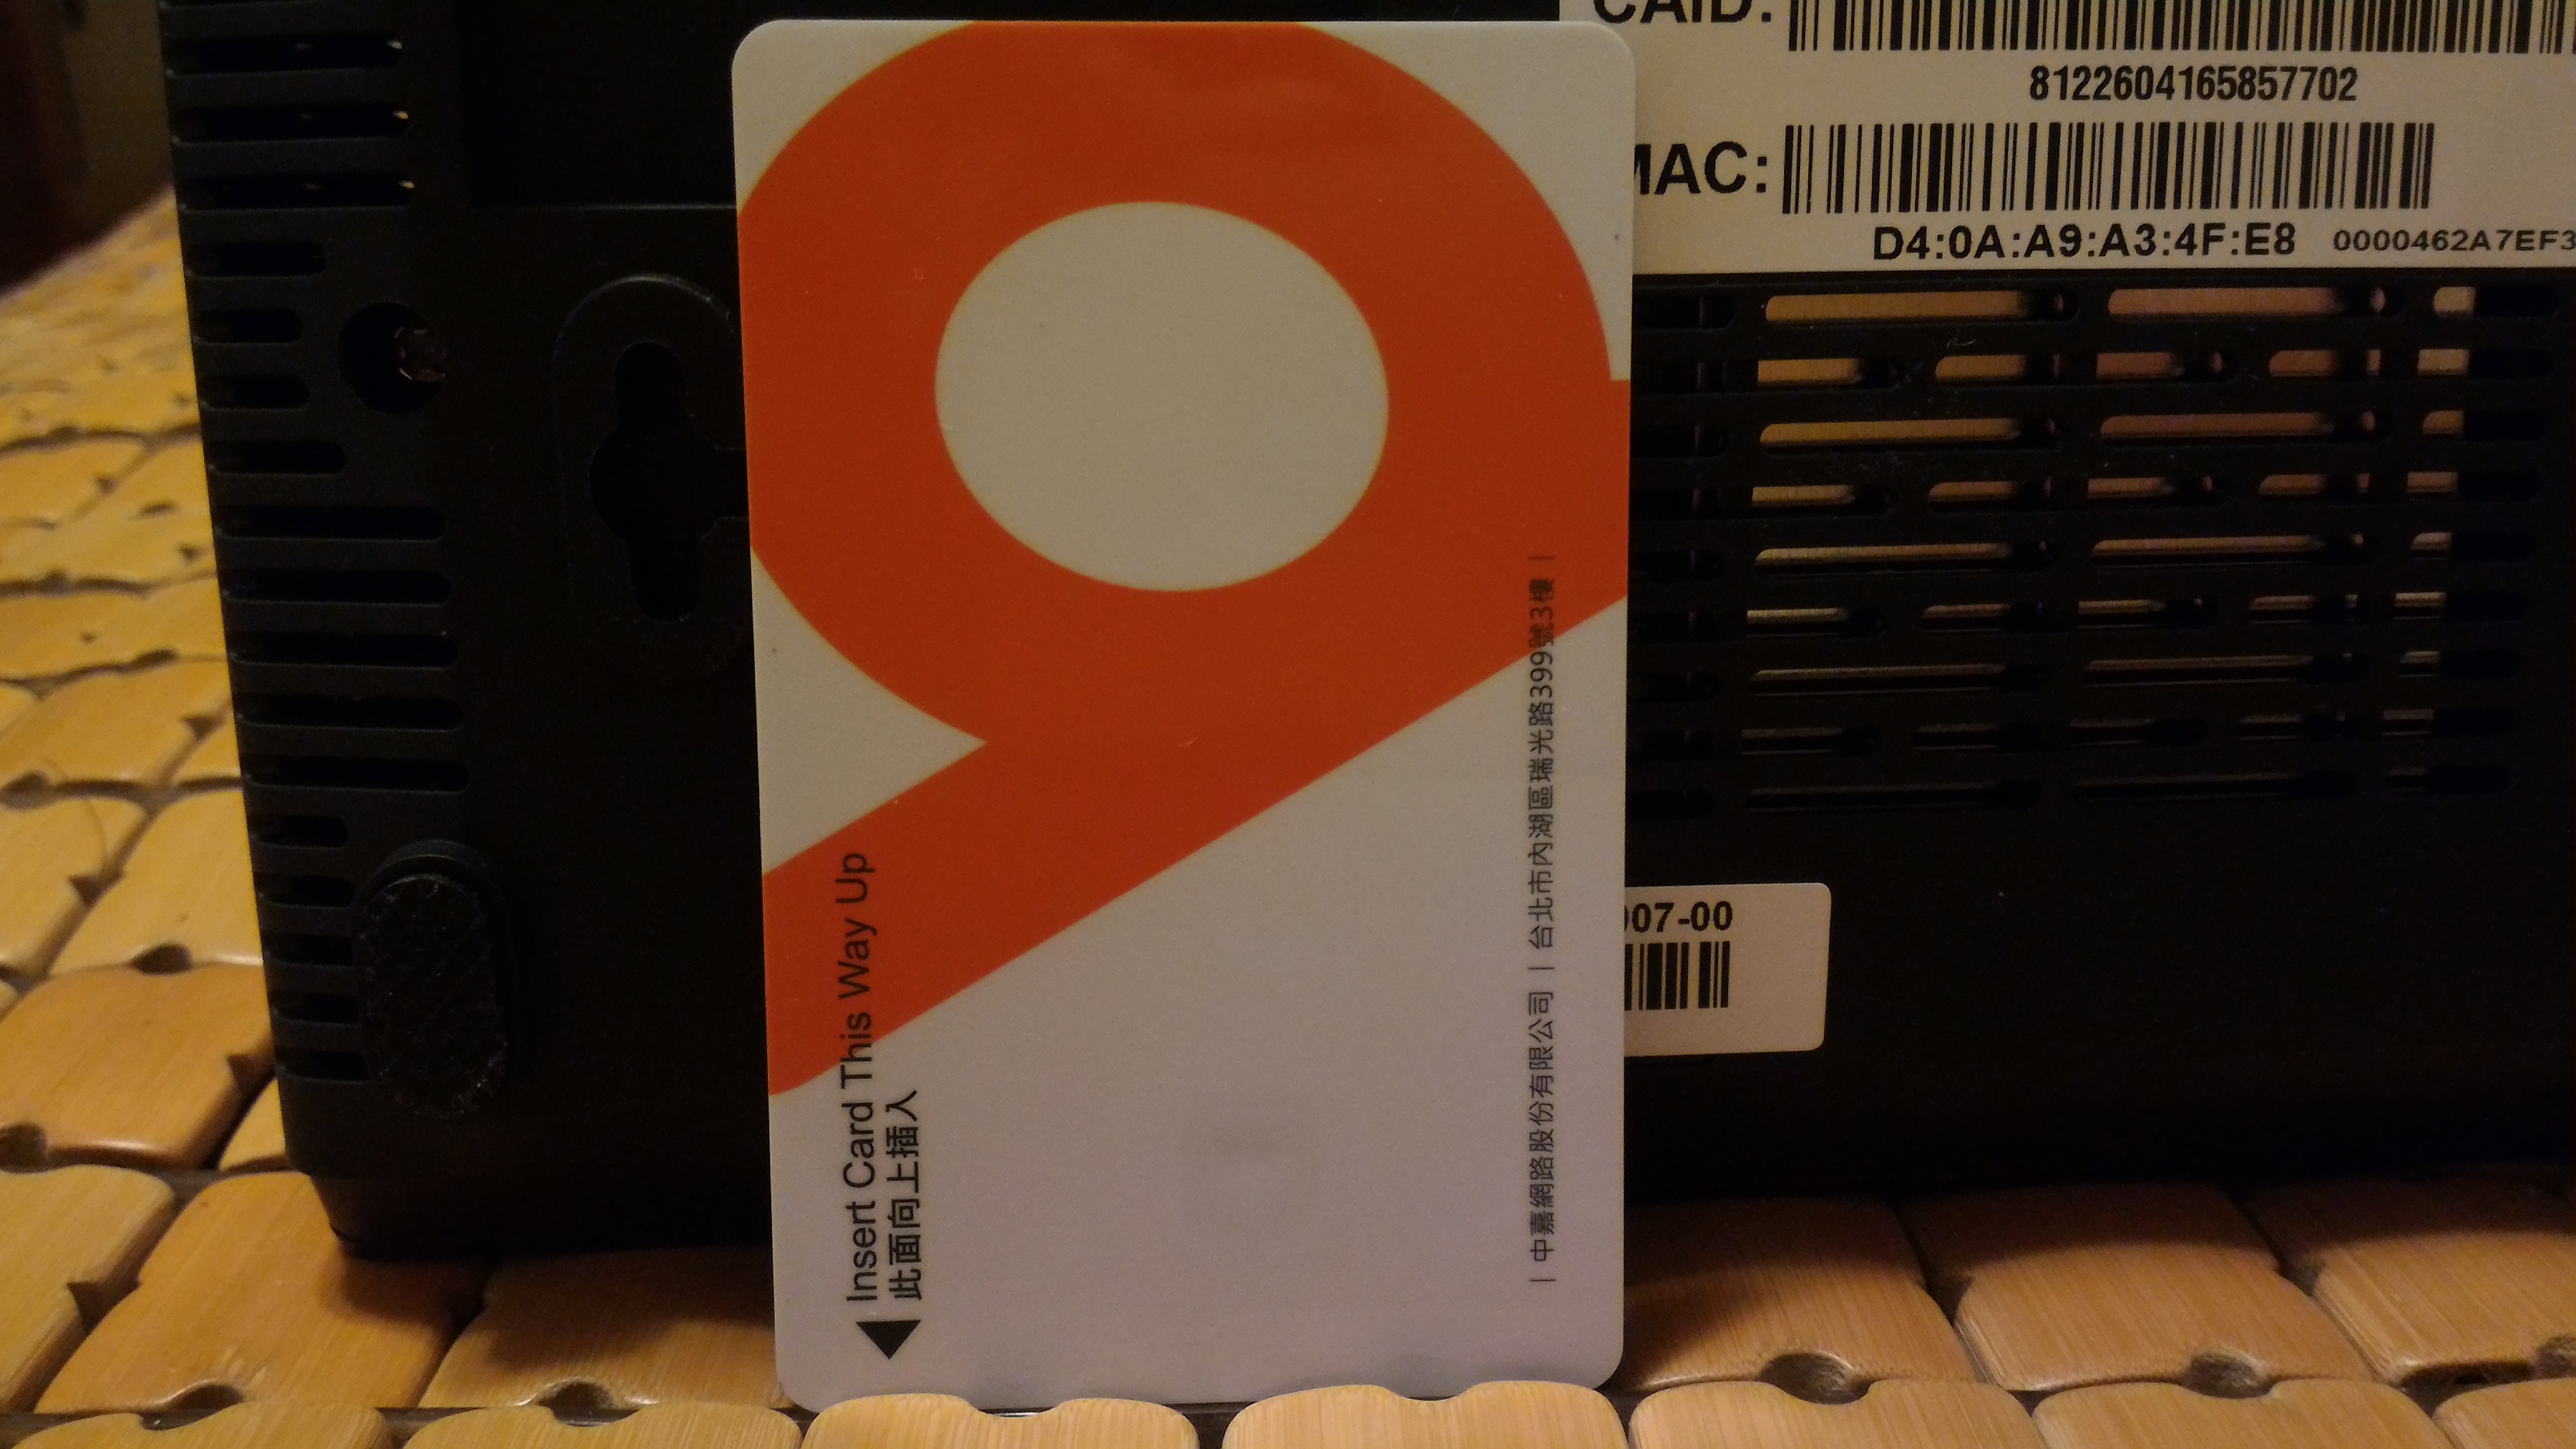 CAID:
8122604165857702
MAC:
D4:0A:A9:A3:4F:E8 0000462A7EF3
Insert Card This Way Up
此面向上插入
| 中嘉網路股份有限公司 | 台北市內湖區瑞光路399號3樓 |
07-00